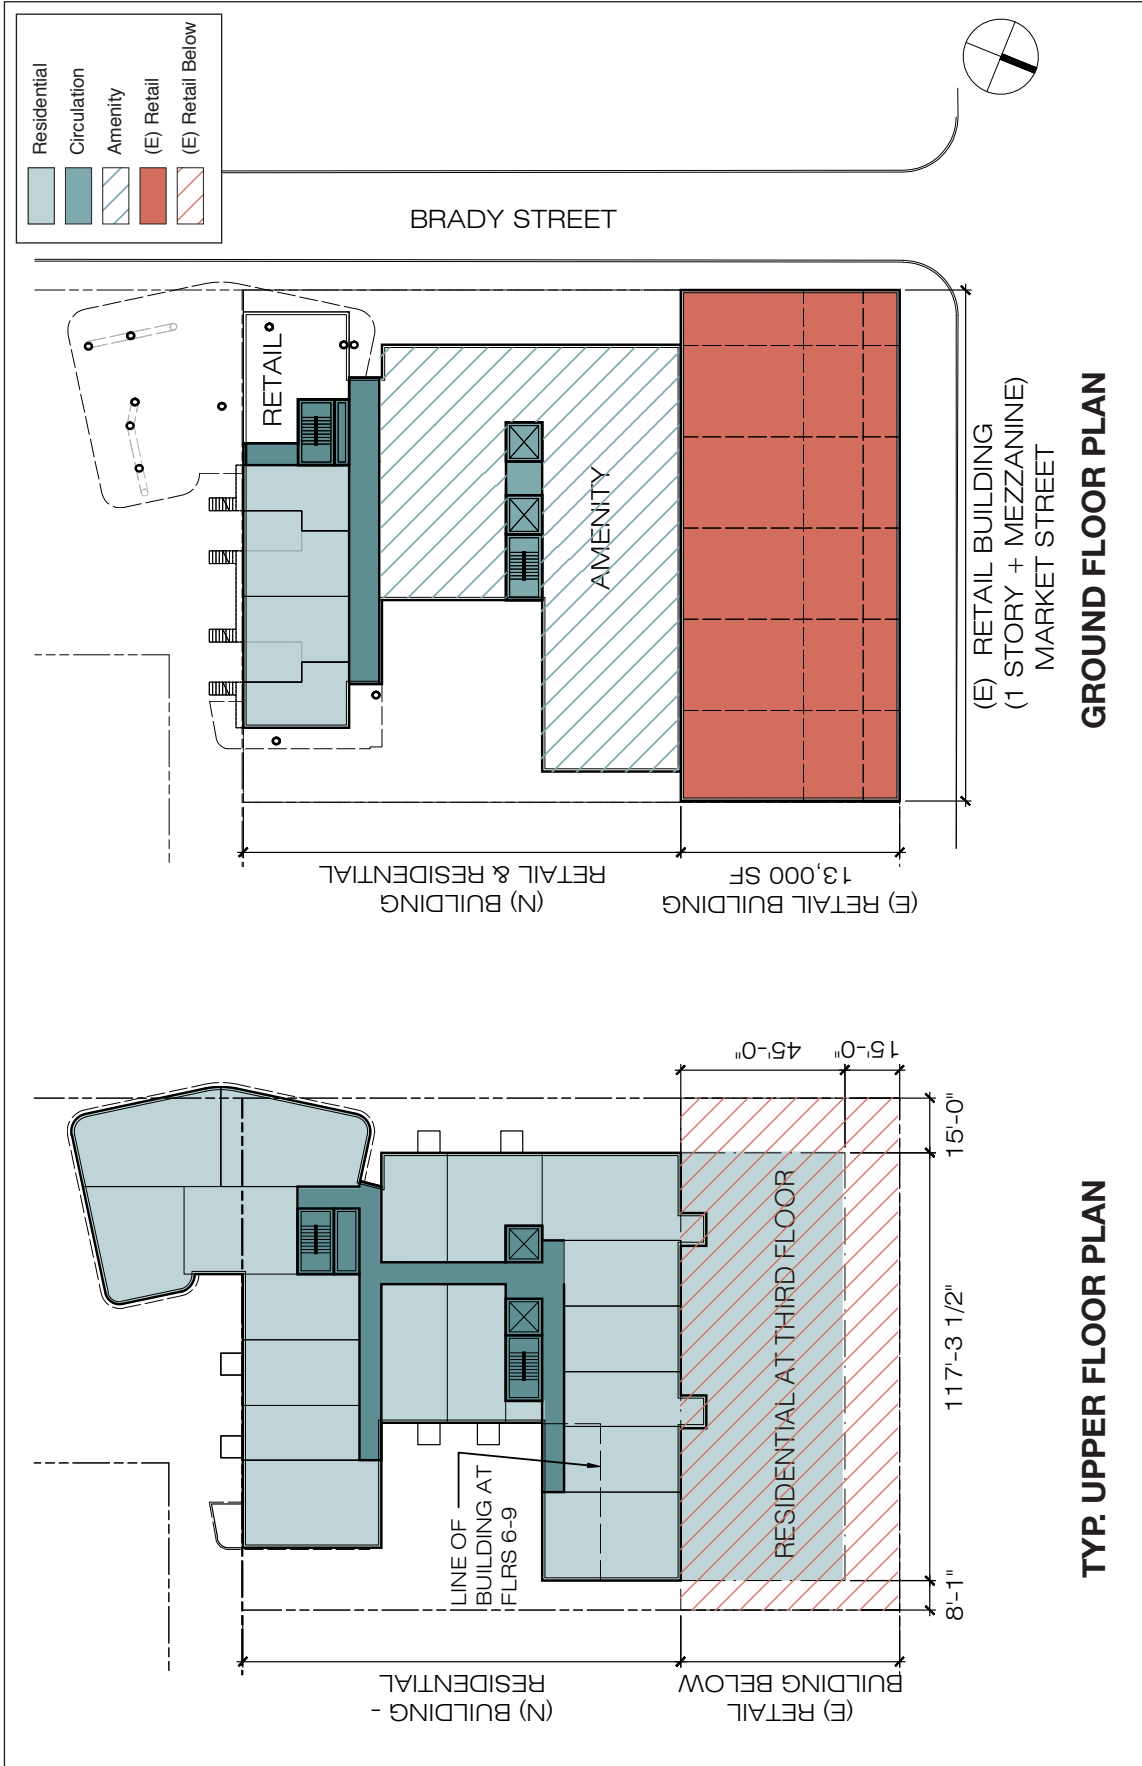 Residential
Circulation
Amenity
(E) Retail
(E) Retail Below
BRADY STREET
RETAIL
AMENITY
(N) BUILDING
RETAIL & RESIDENTIAL
(E) RETAIL BUILDING
13,000 SF
(E) RETAIL BUILDING
(1 STORY + MEZZANINE)
MARKET STREET
GROUND FLOOR PLAN
LINE OF
BUILDING AT
FLRS 6-9
RESIDENTIAL AT THIRD FLOOR
45'-0"
15'-0"
15'-0"
117'-3 1/2"
8'-1"
(N) BUILDING -
RESIDENTIAL
(E) RETAIL
BUILDING BELOW
TYP. UPPER FLOOR PLAN